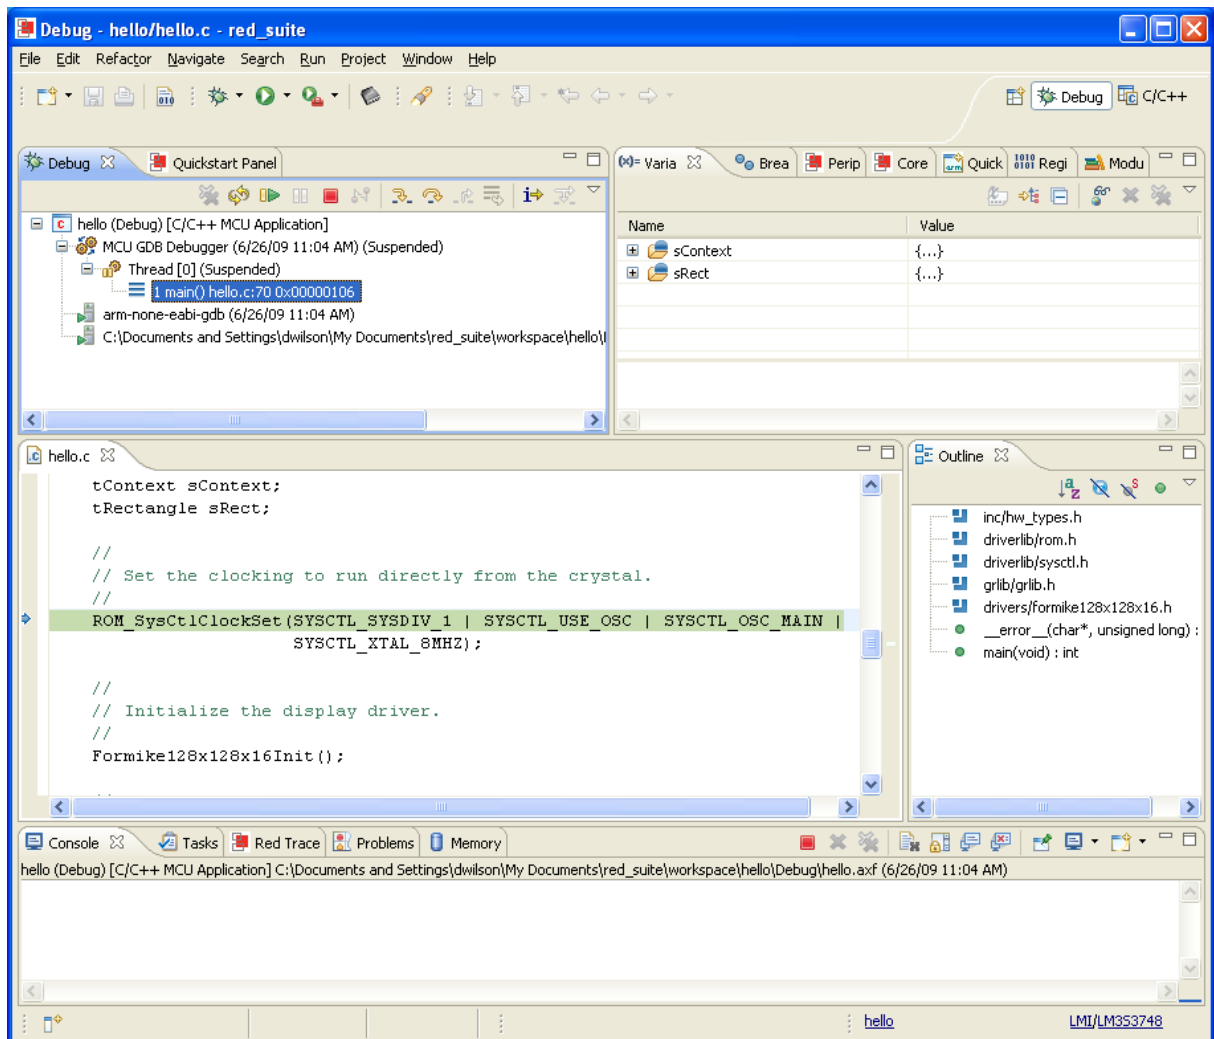 Debug - hello/hello.c - red_suite
File Edit Refactor Navigate Search Run Project Window Help
Debug C/C++
Debug Quickstart Panel
hello (Debug) [C/C++ MCU Application]
MCU GDB Debugger (6/26/09 11:04 AM) (Suspended)
Thread [0] (Suspended)
1 main() hello.c:70 0x00000106
arm-none-eabi-gdb (6/26/09 11:04 AM)
C:\Documents and Settings\dwilson\My Documents\red_suite\workspace\hello\
(x)= Varia Brea Perip Core Quick 1010 0101 Regi Modu
Name Value
sContext {...}
sRect {...}
hello.c
tContext sContext;
tRectangle sRect;
//
// Set the clocking to run directly from the crystal.
//
ROM_SysCtlClockSet(SYSCTL_SYSDIV_1 | SYSCTL_USE_OSC | SYSCTL_OSC_MAIN |
SYSCTL_XTAL_8MHZ);
//
// Initialize the display driver.
//
Formike128x128x16Init();
Outline
inc/hw_types.h
driverlib/rom.h
driverlib/sysctl.h
grlib/grlib.h
drivers/formike128x128x16.h
__error__(char*, unsigned long) :
main(void) : int
Console Tasks Red Trace Problems Memory
hello (Debug) [C/C++ MCU Application] C:\Documents and Settings\dwilson\My Documents\red_suite\workspace\hello\Debug\hello.axf (6/26/09 11:04 AM)
hello LMI/LM3S3748